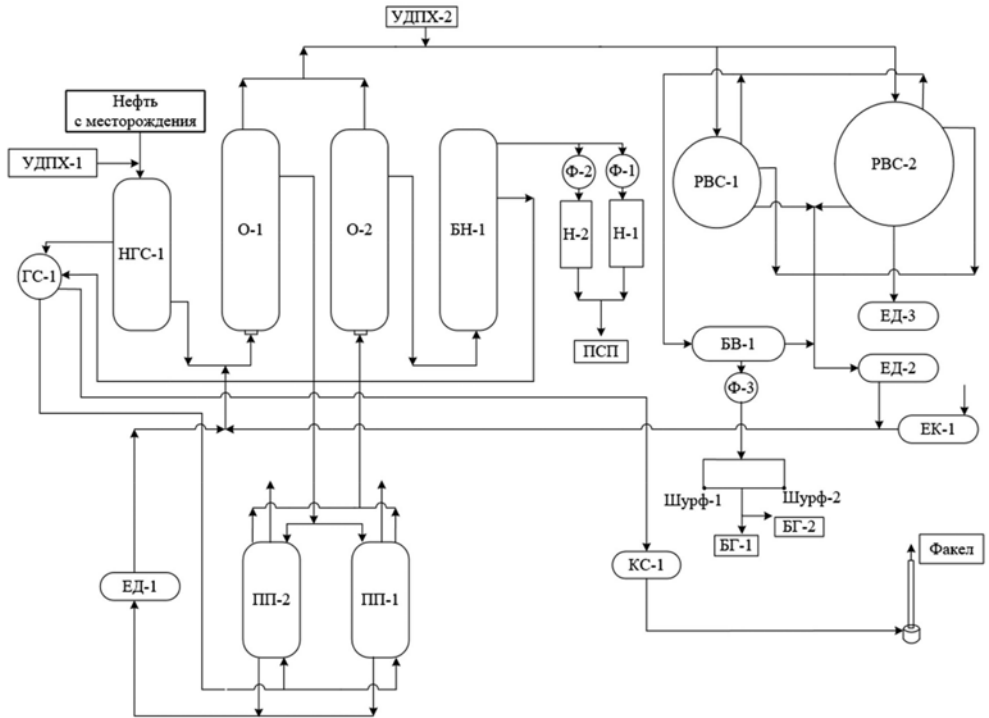 УДПХ-2
Нефть
с месторождения
УДПХ-1
НГС-1
ГС-1
О-1
О-2
БН-1
Ф-2
Ф-1
Н-2
Н-1
ПСП
РВС-1
РВС-2
ЕД-3
БВ-1
ЕД-2
Ф-3
ЕК-1
Шурф-1
Шурф-2
БГ-2
БГ-1
КС-1
Факел
ЕД-1
ПП-2
ПП-1